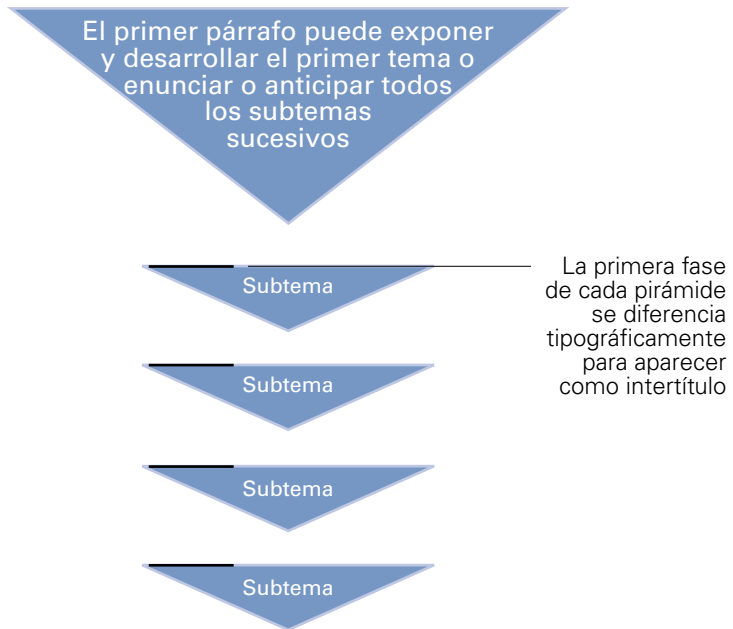 El primer párrafo puede exponer
y desarrollar el primer tema o
enunciar o anticipar todos
los subtemas
sucesivos
Subtema
La primera fase
de cada pirámide
se diferencia
tipográficamente
para aparecer
como intertítulo
Subtema
Subtema
Subtema